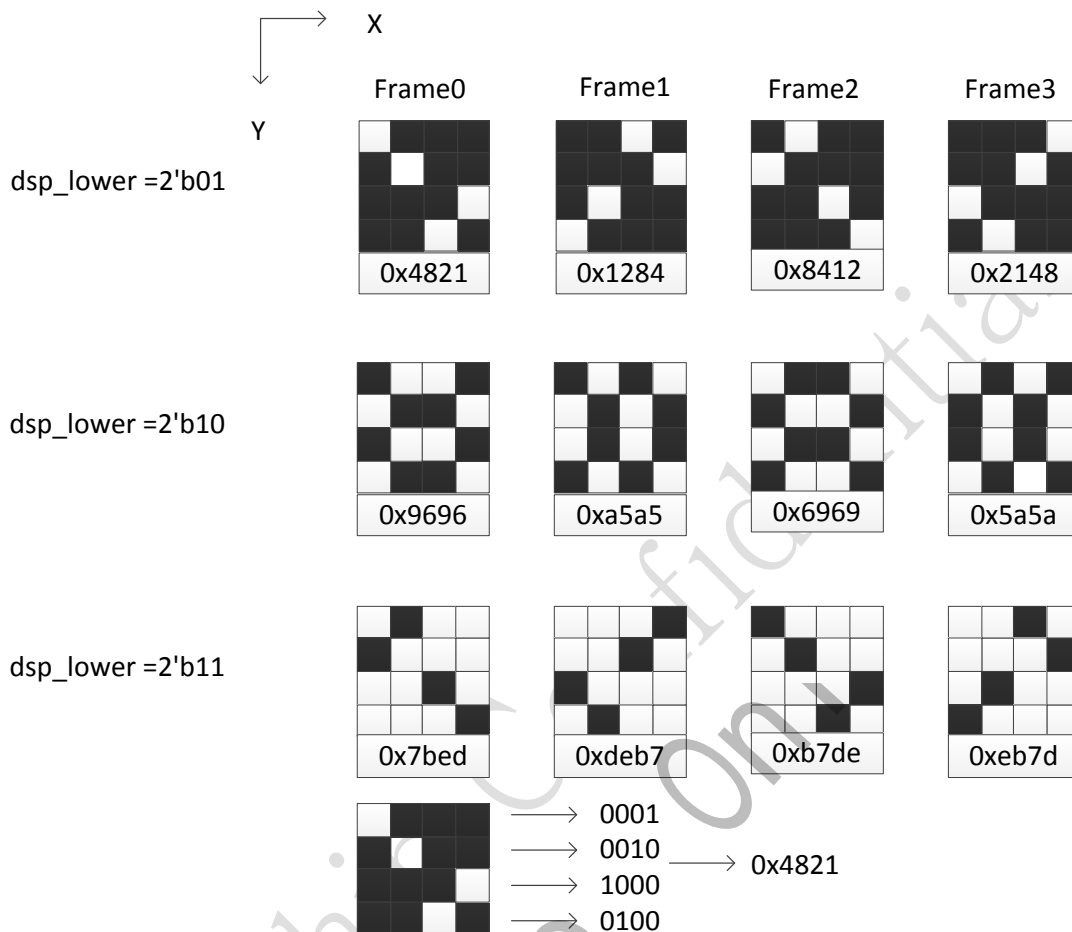 X
Frame0 Frame1 Frame2 Frame3
Y
dsp_lower =2'b01
0x4821 0x1284 0x8412 0x2148
dsp_lower =2'b10
0x9696 0xa5a5 0x6969 0x5a5a
dsp_lower =2'b11
0x7bed 0xdeb7 0xb7de 0xeb7d
0001
0010
0x4821
1000
0100